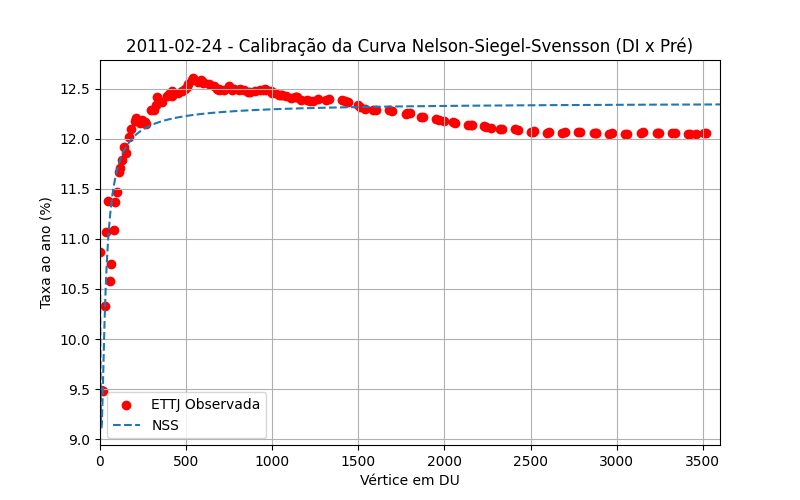 2011-02-24 - Calibração da Curva Nelson-Siegel-Svensson (DI x Pré)
Taxa ao ano (%)
12.5
12.0
11.5
11.0
10.5
10.0
9.5
9.0
ETTJ Observada
NSS
0 500 1000 1500 2000 2500 3000 3500
Vértice em DU